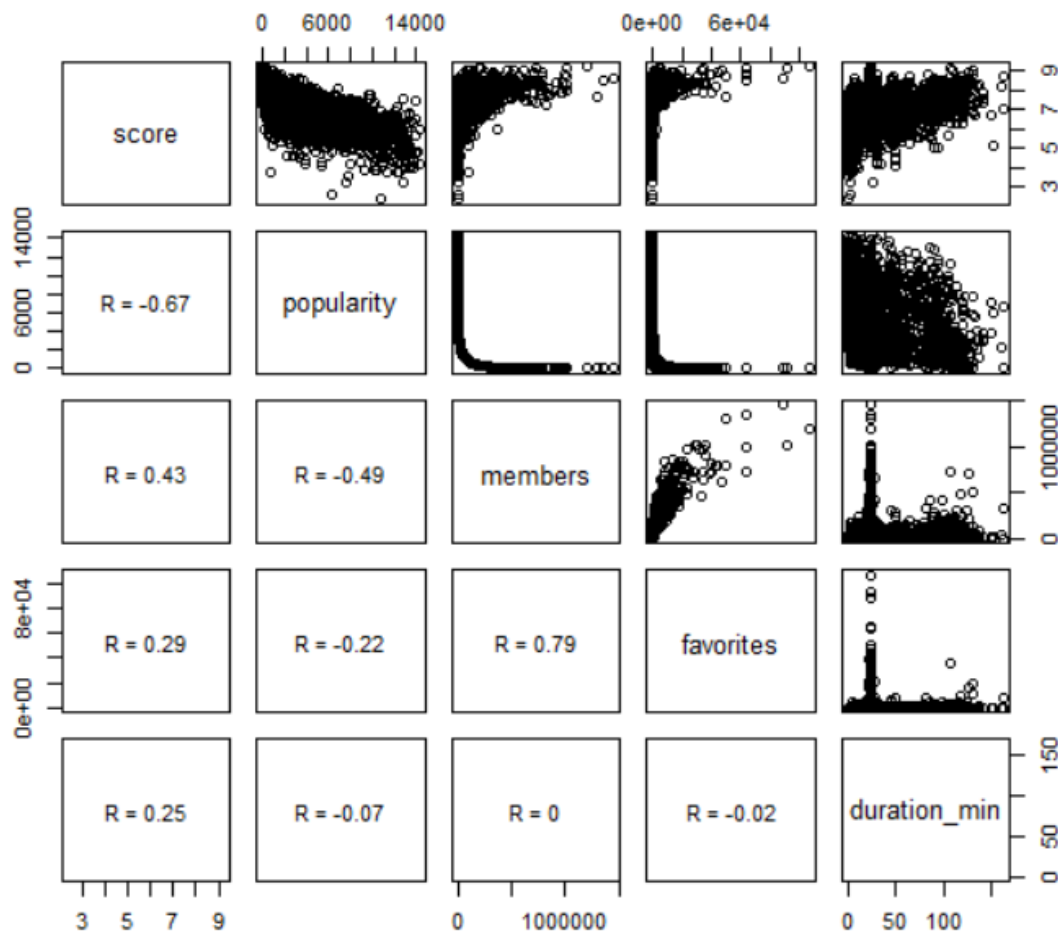 0 6000 14000 0e+00 6e+04
score
3 5 7 9
0 6000 14000
R = -0.67
popularity
R = 0.43
R = -0.49
members
0 1000000
0e+00 8e+04
R = 0.29
R = -0.22
R = 0.79
favorites
R = 0.25
R = -0.07
R = 0
R = -0.02
duration_min
0 50 150
3 5 7 9 0 1000000 0 50 100